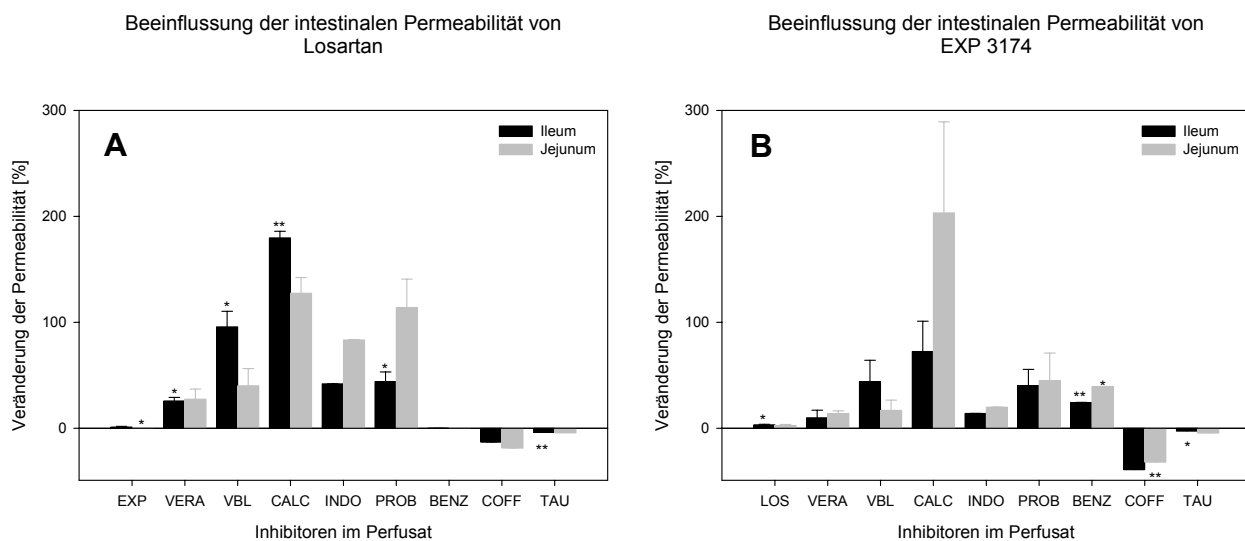 Beeinflussung der intestinalen Permeabilität von
Losartan
A
Ileum
Jejunum
Veränderung der Permeabilität [%]
300
200
100
0
*
*
*
*
**
*
**
EXP VERA VBL CALC INDO PROB BENZ COFF TAU
Inhibitoren im Perfusat
Beeinflussung der intestinalen Permeabilität von
EXP 3174
B
Ileum
Jejunum
Veränderung der Permeabilität [%]
300
200
100
0
*
**
*
**
*
LOS VERA VBL CALC INDO PROB BENZ COFF TAU
Inhibitoren im Perfusat